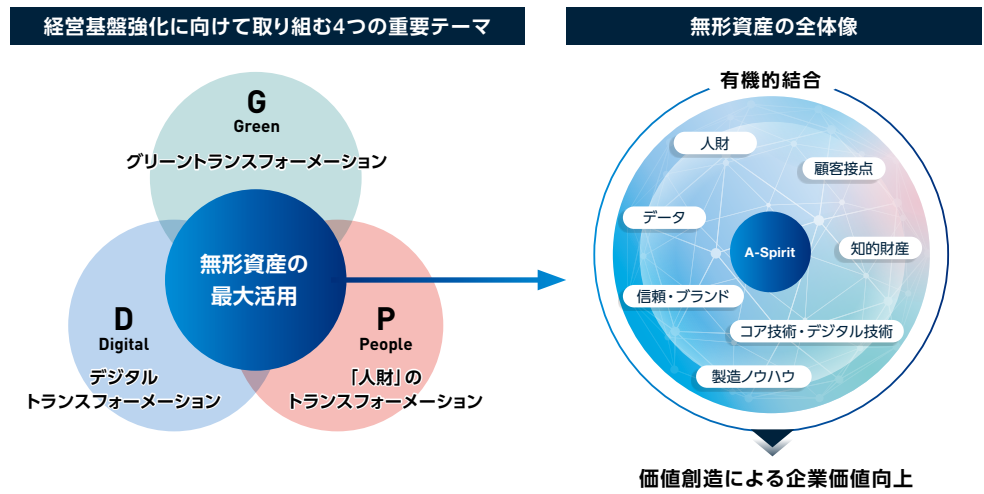 経営基盤強化に向けて取り組む4つの重要テーマ
G
Green
グリーントランスフォーメーション
無形資産の
最大活用
D
Digital
デジタル
トランスフォーメーション
P
People
「人財」の
トランスフォーメーション
無形資産の全体像
有機的結合
人財
顧客接点
データ
知的財産
A-Spirit
信頼・ブランド
コア技術・デジタル技術
製造ノウハウ
価値創造による企業価値向上